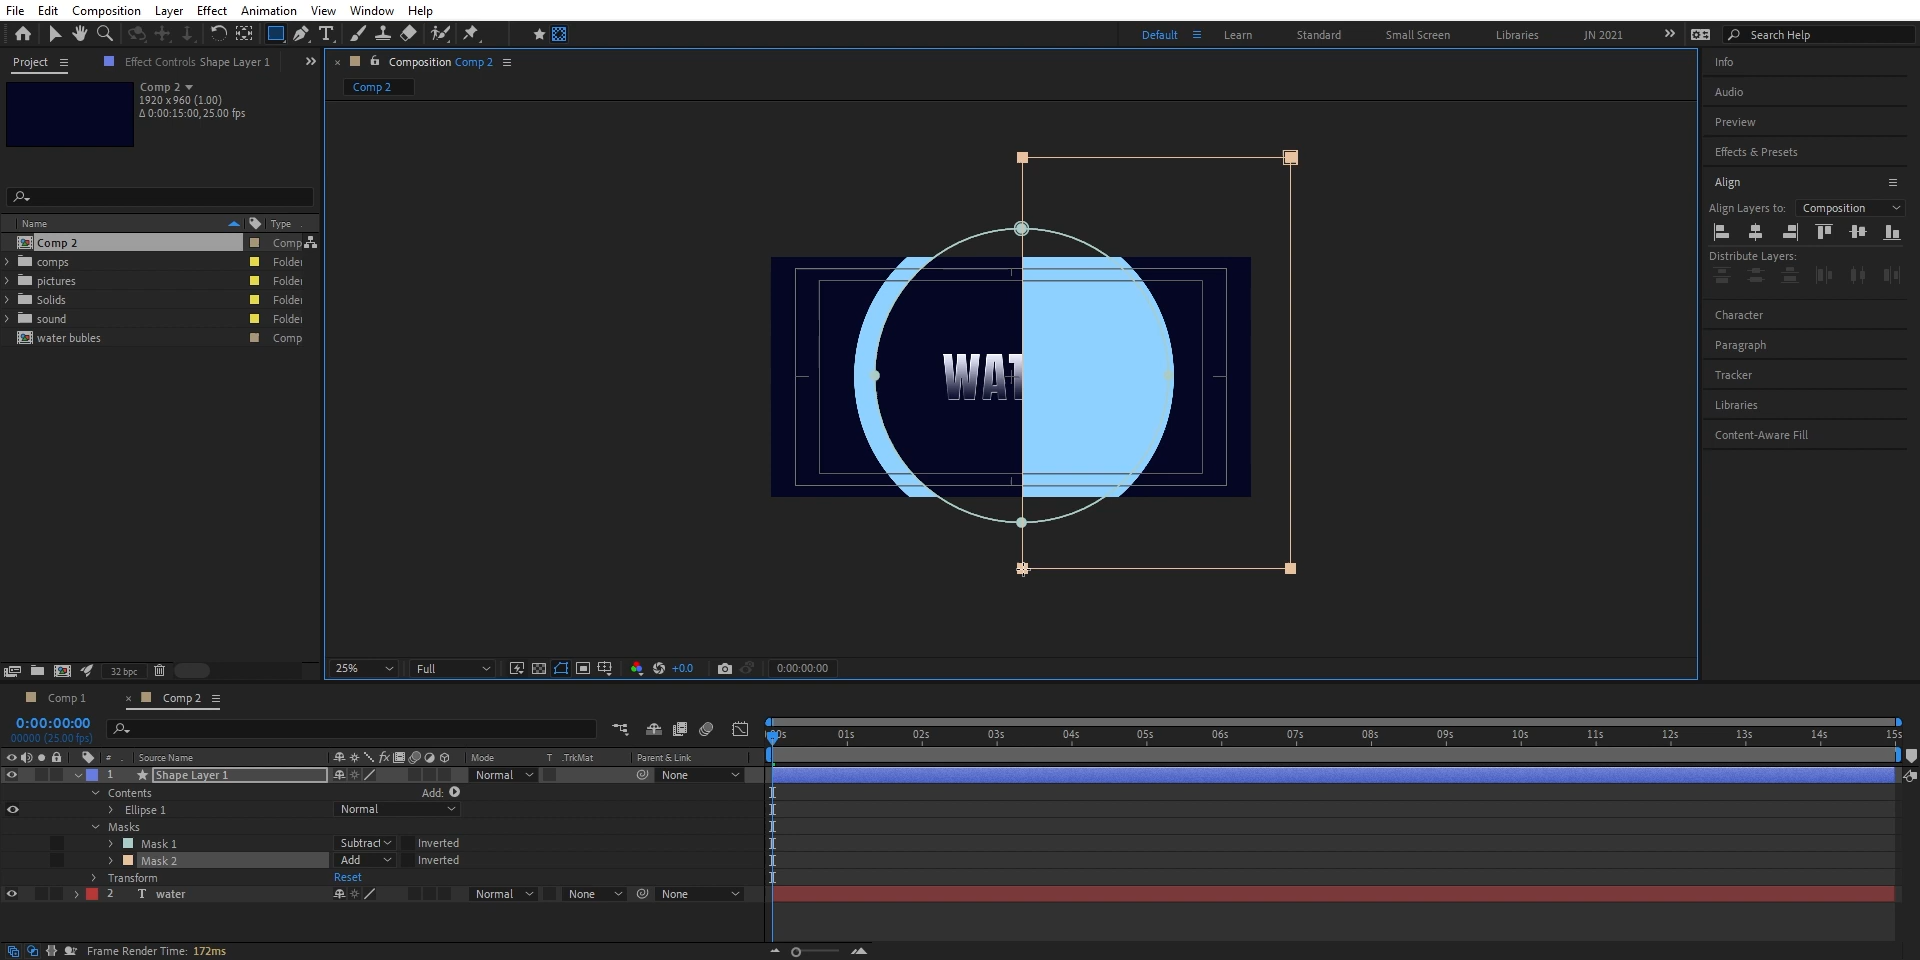 File Edit Composition Layer Effect Animation View Window Help
Default Learn Standard Small Screen Libraries JN 2021 Search Help
Project Effect Controls Shape Layer 1
Comp 2
1920 x 960 (1.00)
Δ 0:00:15:00, 25.00 fps
Name Type
Comp 2 Comp
comps Folder
pictures Folder
Solids Folder
sound Folder
water bubles Comp
32 bpc
Composition Comp 2
Comp 2
WAT
25% Full +0.0 0:00:00:00
Info
Audio
Preview
Effects & Presets
Align
Align Layers to: Composition
Distribute Layers:
Character
Paragraph
Tracker
Libraries
Content-Aware Fill
Comp 1 Comp 2
0:00:00:00
00000 (25.00 fps)
00s 01s 02s 03s 04s 05s 06s 07s 08s 09s 10s 11s 12s 13s 14s 15s
# Source Name Mode T .TrkMat Parent & Link
1 Shape Layer 1 Normal None
Contents Add:
Ellipse 1 Normal
Masks
Mask 1 Subtract Inverted
Mask 2 Add Inverted
Transform Reset
2 T water Normal None None
Frame Render Time: 172ms